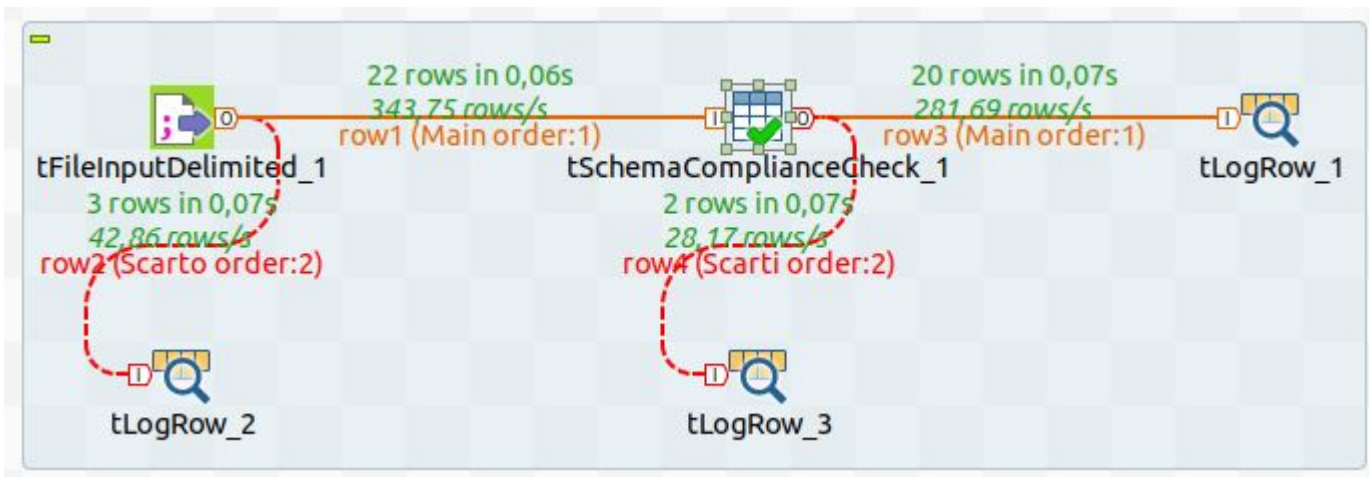 22 rows in 0,06s
343,75 rows/s
row1 (Main order:1)
20 rows in 0,07s
281,69 rows/s
row3 (Main order:1)
tFileInputDelimited_1
tSchemaComplianceCheck_1
tLogRow_1
3 rows in 0,07s
42,86 rows/s
row2 (Scarto order:2)
2 rows in 0,07s
28,17 rows/s
row4 (Scarti order:2)
tLogRow_2
tLogRow_3